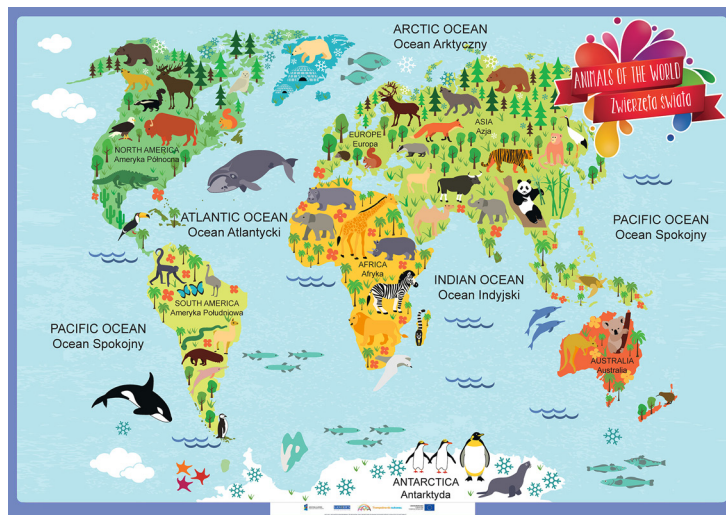 ARCTIC OCEAN
Ocean Arktyczny
ANIMALS OF THE WORLD
Zwierzęta świata
NORTH AMERICA
Ameryka Północna
EUROPE
Europa
ASIA
Azja
ATLANTIC OCEAN
Ocean Atlantycki
PACIFIC OCEAN
Ocean Spokojny
AFRICA
Afryka
INDIAN OCEAN
Ocean Indyjski
SOUTH AMERICA
Ameryka Południowa
PACIFIC OCEAN
Ocean Spokojny
AUSTRALIA
Australia
ANTARCTICA
Antarktyda